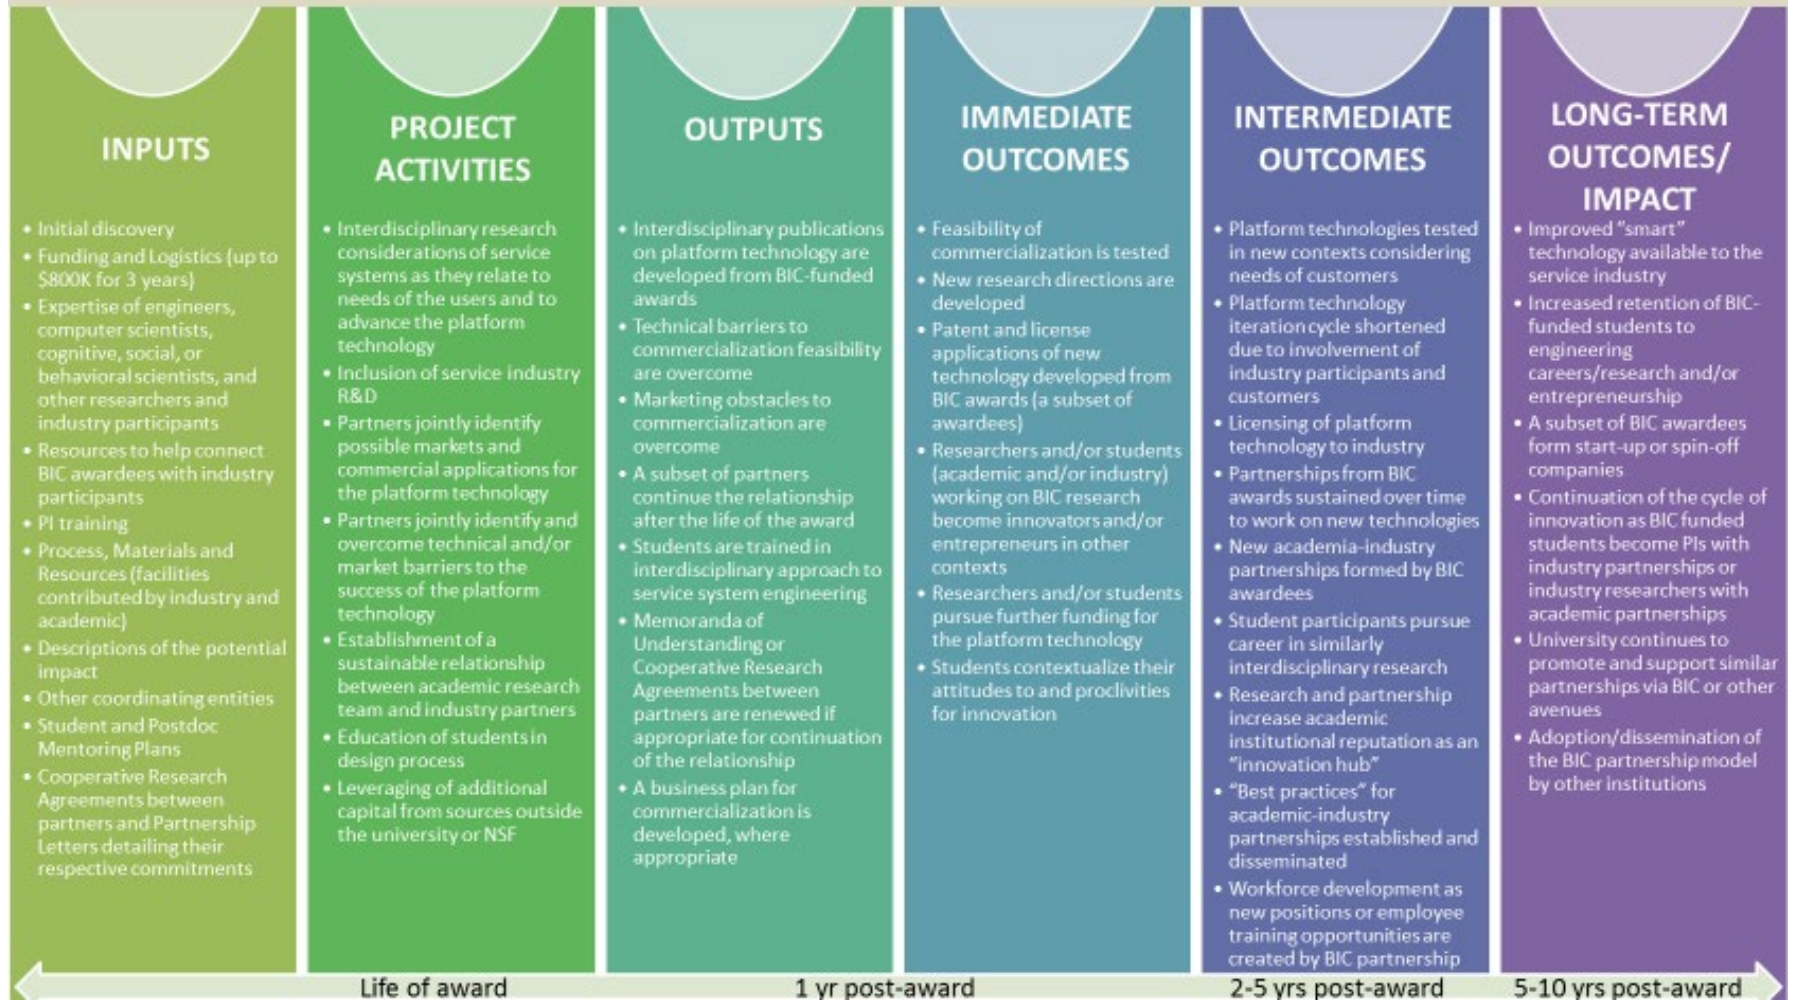 INPUTS
• Initial discovery
• Funding and Logistics (up to
$800K for 3 years)
• Expertise of engineers,
computer scientists,
cognitive, social, or
behavioral scientists, and
other researchers and
industry participants
• Resources to help connect
BIC awardees with industry
participants
• PI training
• Process, Materials and
Resources (facilities
contributed by industry and
academic)
• Descriptions of the potential
impact
• Other coordinating entities
• Student and Postdoc
Mentoring Plans
• Cooperative Research
Agreements between
partners and Partnership
Letters detailing their
respective commitments
PROJECT
ACTIVITIES
• Interdisciplinary research
considerations of service
systems as they relate to
needs of the users and to
advance the platform
technology
• Inclusion of service industry
R&D
• Partners jointly identify
possible markets and
commercial applications for
the platform technology
• Partners jointly identify and
overcome technical and/or
market barriers to the
success of the platform
technology
• Establishment of a
sustainable relationship
between academic research
team and industry partners
• Education of students in
design process
• Leveraging of additional
capital from sources outside
the university or NSF
OUTPUTS
• Interdisciplinary publications
on platform technology are
developed from BIC-funded
awards
• Technical barriers to
commercialization feasibility
are overcome
• Marketing obstacles to
commercialization are
overcome
• A subset of partners
continue the relationship
after the life of the award
• Students are trained in
interdisciplinary approach to
service system engineering
• Memoranda of
Understanding or
Cooperative Research
Agreements between
partners are renewed if
appropriate for continuation
of the relationship
• A business plan for
commercialization is
developed, where
appropriate
IMMEDIATE
OUTCOMES
• Feasibility of
commercialization is tested
• New research directions are
developed
• Patent and license
applications of new
technology developed from
BIC awards (a subset of
awardees)
• Researchers and/or students
(academic and/or industry)
working on BIC research
become innovators and/or
entrepreneurs in other
contexts
• Researchers and/or students
pursue further funding for
the platform technology
• Students contextualize their
attitudes to and proclivities
for innovation
INTERMEDIATE
OUTCOMES
• Platform technologies tested
in new contexts considering
needs of customers
• Platform technology
iteration cycle shortened
due to involvement of
industry participants and
customers
• Licensing of platform
technology to industry
• Partnerships from BIC
awards sustained over time
to work on new technologies
• New academia-industry
partnerships formed by BIC
awardees
• Student participants pursue
career in similarly
interdisciplinary research
• Research and partnership
increase academic
institutional reputation as an
“innovation hub”
• “Best practices” for
academic-industry
partnerships established and
disseminated
• Workforce development as
new positions or employee
training opportunities are
created by BIC partnership
LONG-TERM
OUTCOMES/
IMPACT
• Improved “smart”
technology available to the
service industry
• Increased retention of BIC-
funded students to
engineering
careers/research and/or
entrepreneurship
• A subset of BIC awardees
form start-up or spin-off
companies
• Continuation of the cycle of
innovation as BIC funded
students become PIs with
industry partnerships or
industry researchers with
academic partnerships
• University continues to
promote and support similar
partnerships via BIC or other
avenues
• Adoption/dissemination of
the BIC partnership model
by other institutions
Life of award
1 yr post-award
2-5 yrs post-award
5-10 yrs post-award